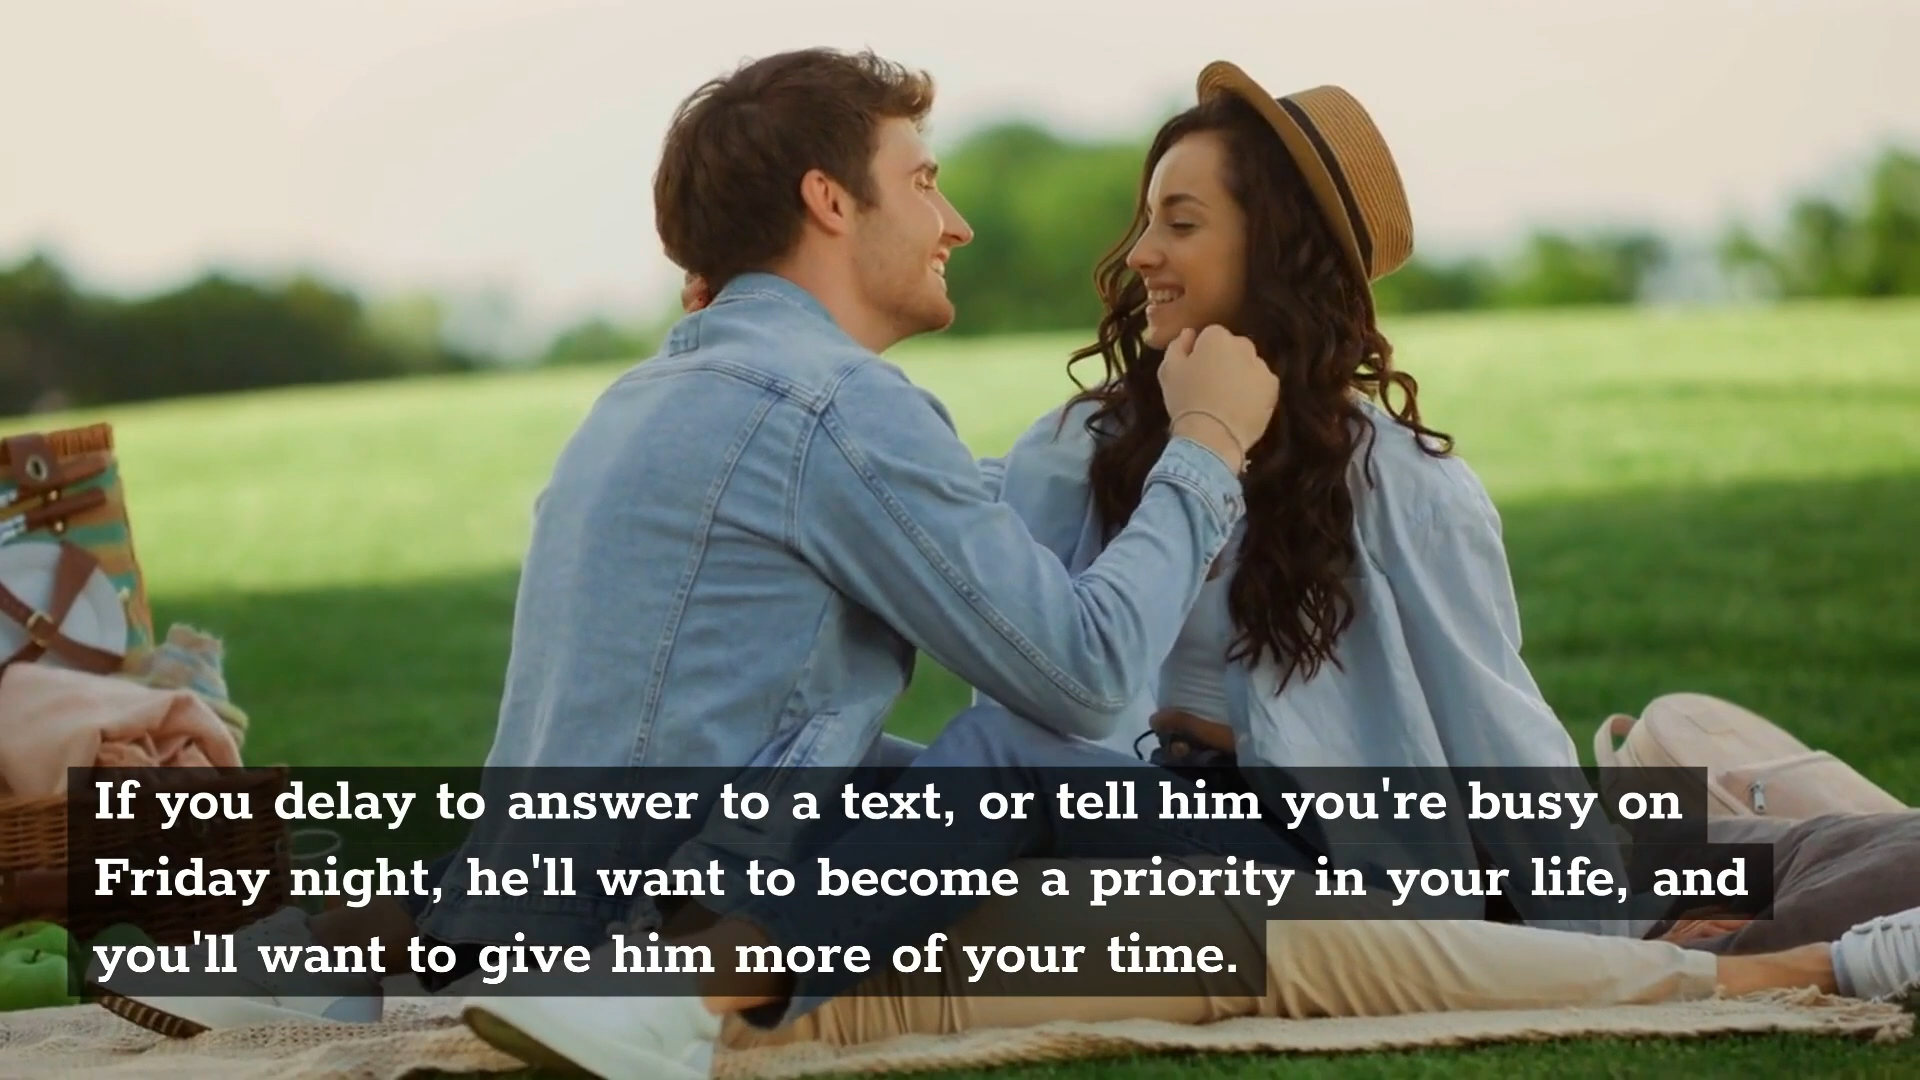 If you delay to answer to a text, or tell him you're busy on
Friday night, he'll want to become a priority in your life, and
you'll want to give him more of your time.